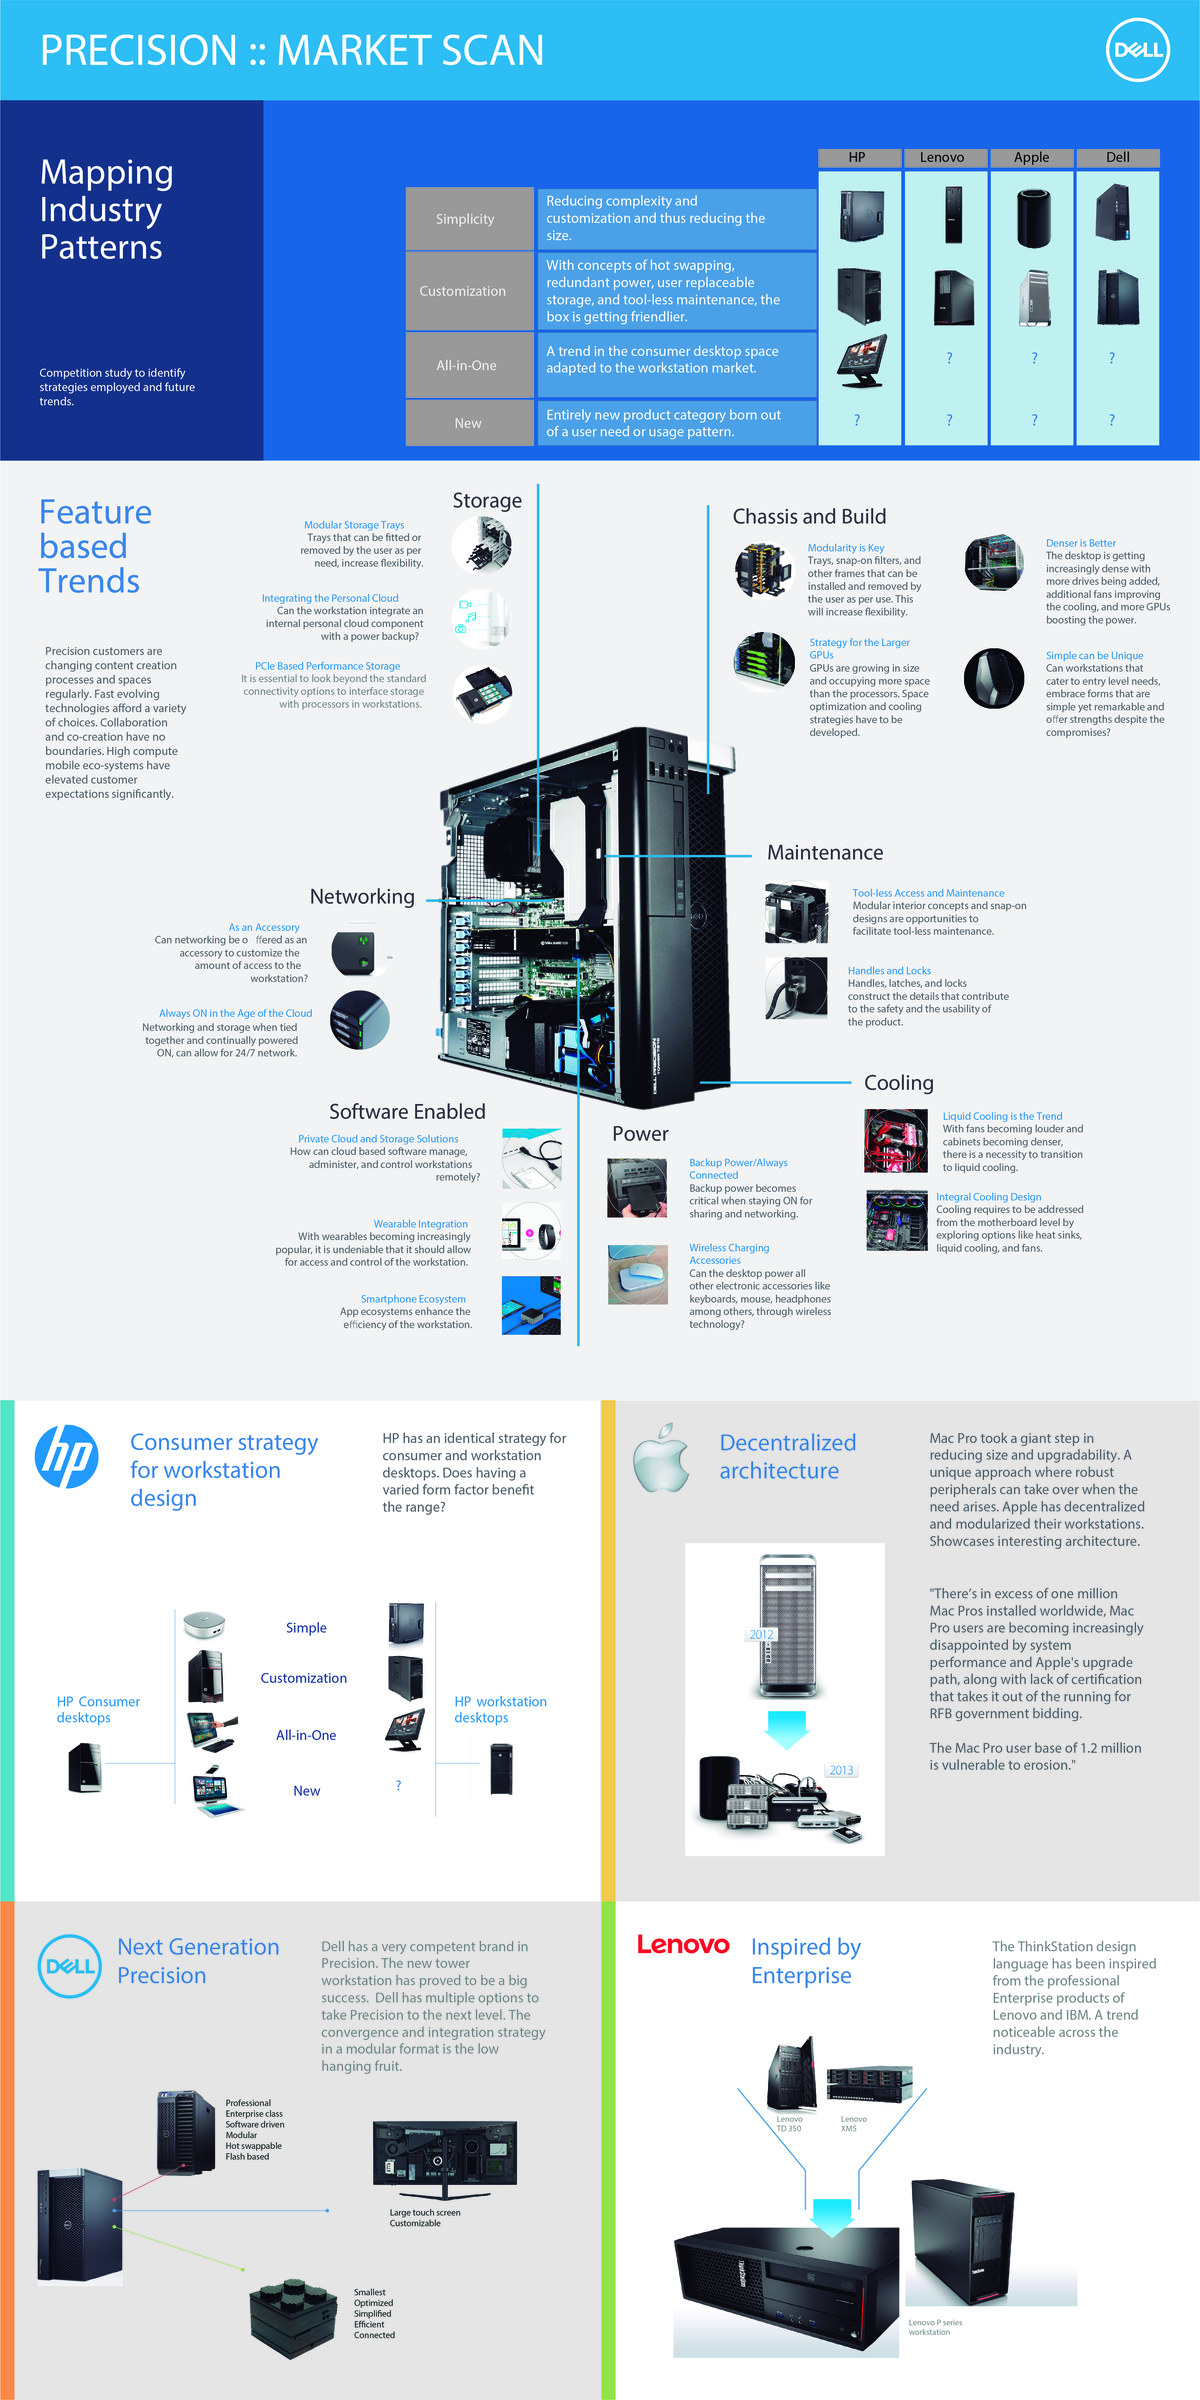 PRECISION :: MARKET SCAN
DELL
Mapping
Industry
Patterns
Competition study to identify
strategies employed and future
trends.
HP
Lenovo
Apple
Dell
Simplicity
Reducing complexity and
customization and thus reducing the
size.
Customization
With concepts of hot swapping,
redundant power, user replaceable
storage, and tool-less maintenance, the
box is getting friendlier.
All-in-One
A trend in the consumer desktop space
adapted to the workstation market.
? ? ?
New
Entirely new product category born out
of a user need or usage pattern.
? ? ? ?
Feature
based
Trends
Precision customers are
changing content creation
processes and spaces
regularly. Fast evolving
technologies afford a variety
of choices. Collaboration
and co-creation have no
boundaries. High compute
mobile eco-systems have
elevated customer
expectations significantly.
Storage
Modular Storage Trays
Trays that can be fitted or
removed by the user as per
need, increase flexibility.
Integrating the Personal Cloud
Can the workstation integrate an
internal personal cloud component
with a power backup?
PCIe Based Performance Storage
It is essential to look beyond the standard
connectivity options to interface storage
with processors in workstations.
Chassis and Build
Modularity is Key
Trays, snap-on filters, and
other frames that can be
installed and removed by
the user as per use. This
will increase flexibility.
Strategy for the Larger
GPUs
GPUs are growing in size
and occupying more space
than the processors. Space
optimization and cooling
strategies have to be
developed.
Denser is Better
The desktop is getting
increasingly dense with
more drives being added,
additional fans improving
the cooling, and more GPUs
boosting the power.
Simple can be Unique
Can workstations that
cater to entry level needs,
embrace forms that are
simple yet remarkable and
offer strengths despite the
compromises?
Maintenance
Tool-less Access and Maintenance
Modular interior concepts and snap-on
designs are opportunities to
facilitate tool-less maintenance.
Handles and Locks
Handles, latches, and locks
construct the details that contribute
to the safety and the usability of
the product.
Networking
As an Accessory
Can networking be o ffered as an
accessory to customize the
amount of access to the
workstation?
Always ON in the Age of the Cloud
Networking and storage when tied
together and continually powered
ON, can allow for 24/7 network.
DELL PRECISION
Cooling
Liquid Cooling is the Trend
With fans becoming louder and
cabinets becoming denser,
there is a necessity to transition
to liquid cooling.
Integral Cooling Design
Cooling requires to be addressed
from the motherboard level by
exploring options like heat sinks,
liquid cooling, and fans.
Software Enabled
Private Cloud and Storage Solutions
How can cloud based software manage,
administer, and control workstations
remotely?
Wearable Integration
With wearables becoming increasingly
popular, it is undeniable that it should allow
for access and control of the workstation.
Smartphone Ecosystem
App ecosystems enhance the
efficiency of the workstation.
Power
Backup Power/Always
Connected
Backup power becomes
critical when staying ON for
sharing and networking.
Wireless Charging
Accessories
Can the desktop power all
other electronic accessories like
keyboards, mouse, headphones
among others, through wireless
technology?
hp
Consumer strategy
for workstation
design
HP has an identical strategy for
consumer and workstation
desktops. Does having a
varied form factor benefit
the range?
HP Consumer
desktops
Simple
Customization
All-in-One
New
?
HP workstation
desktops
Decentralized
architecture
Mac Pro took a giant step in
reducing size and upgradability. A
unique approach where robust
peripherals can take over when the
need arises. Apple has decentralized
and modularized their workstations.
Showcases interesting architecture.
"There's in excess of one million
Mac Pros installed worldwide, Mac
Pro users are becoming increasingly
disappointed by system
performance and Apple's upgrade
path, along with lack of certification
that takes it out of the running for
RFB government bidding.
The Mac Pro user base of 1.2 million
is vulnerable to erosion."
2012
2013
DELL
Next Generation
Precision
Dell has a very competent brand in
Precision. The new tower
workstation has proved to be a big
success. Dell has multiple options to
take Precision to the next level. The
convergence and integration strategy
in a modular format is the low
hanging fruit.
Professional
Enterprise class
Software driven
Modular
Hot swappable
Flash based
Large touch screen
Customizable
Smallest
Optimized
Simplified
Efficient
Connected
Lenovo
Inspired by
Enterprise
The ThinkStation design
language has been inspired
from the professional
Enterprise products of
Lenovo and IBM. A trend
noticeable across the
industry.
Lenovo
TD 350
Lenovo
XM5
ThinkStation
Lenovo P series
workstation